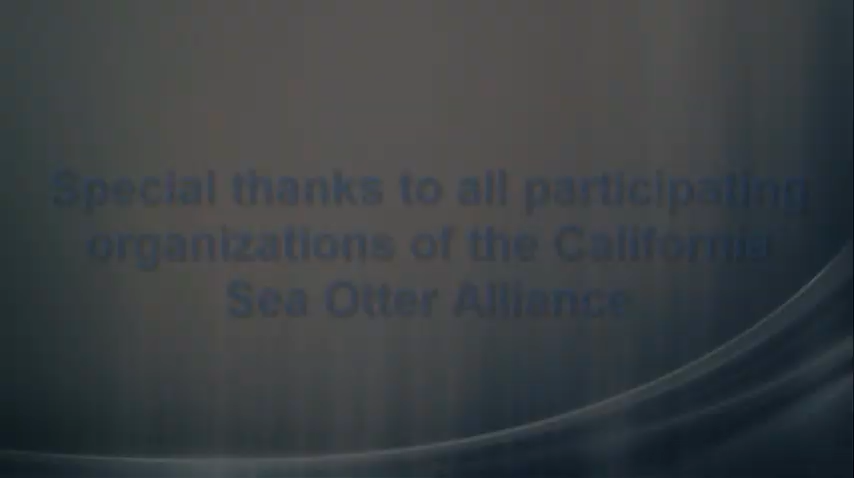 Special thanks to all participating
organizations of the California
Sea Otter Alliance